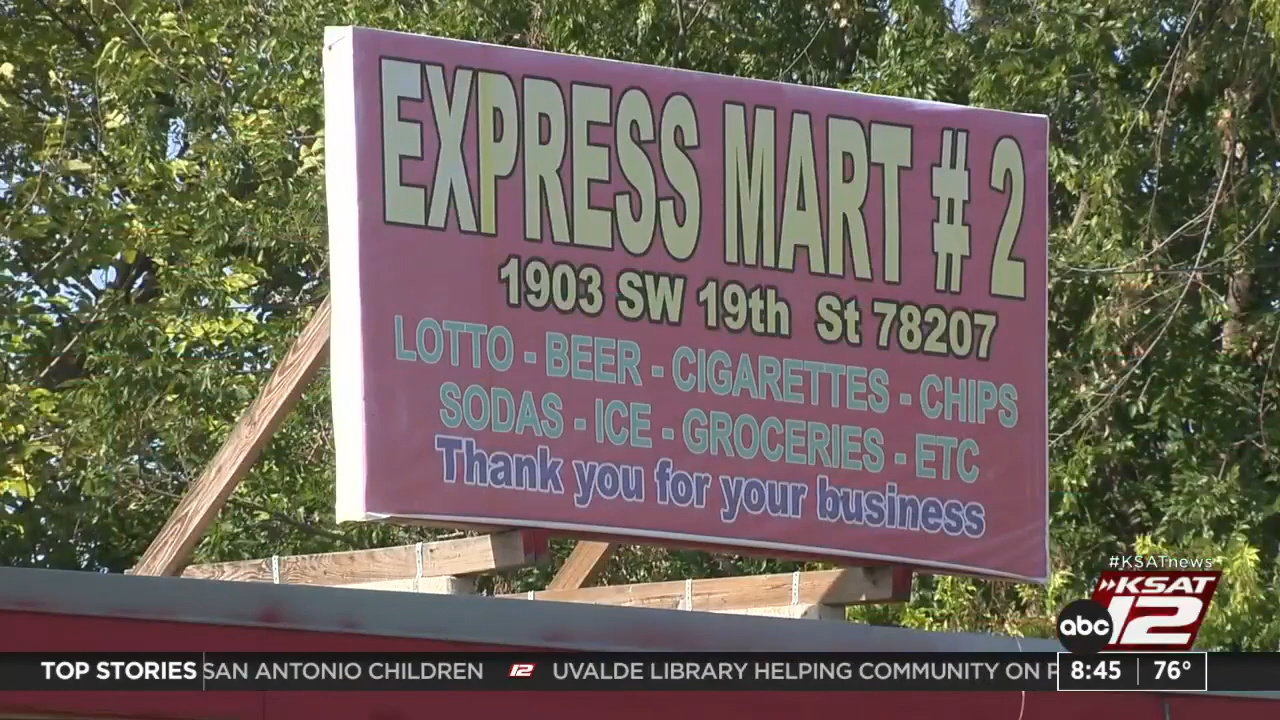 EXPRESS MART # 2
1903 SW 19th St 78207
LOTTO - BEER - CIGARETTES - CHIPS
SODAS - ICE - GROCERIES - ETC
Thank you for your business
#KSATnews
KSAT
abc 12
TOP STORIES SAN ANTONIO CHILDREN 12 UVALDE LIBRARY HELPING COMMUNITY ON 8:45 76°